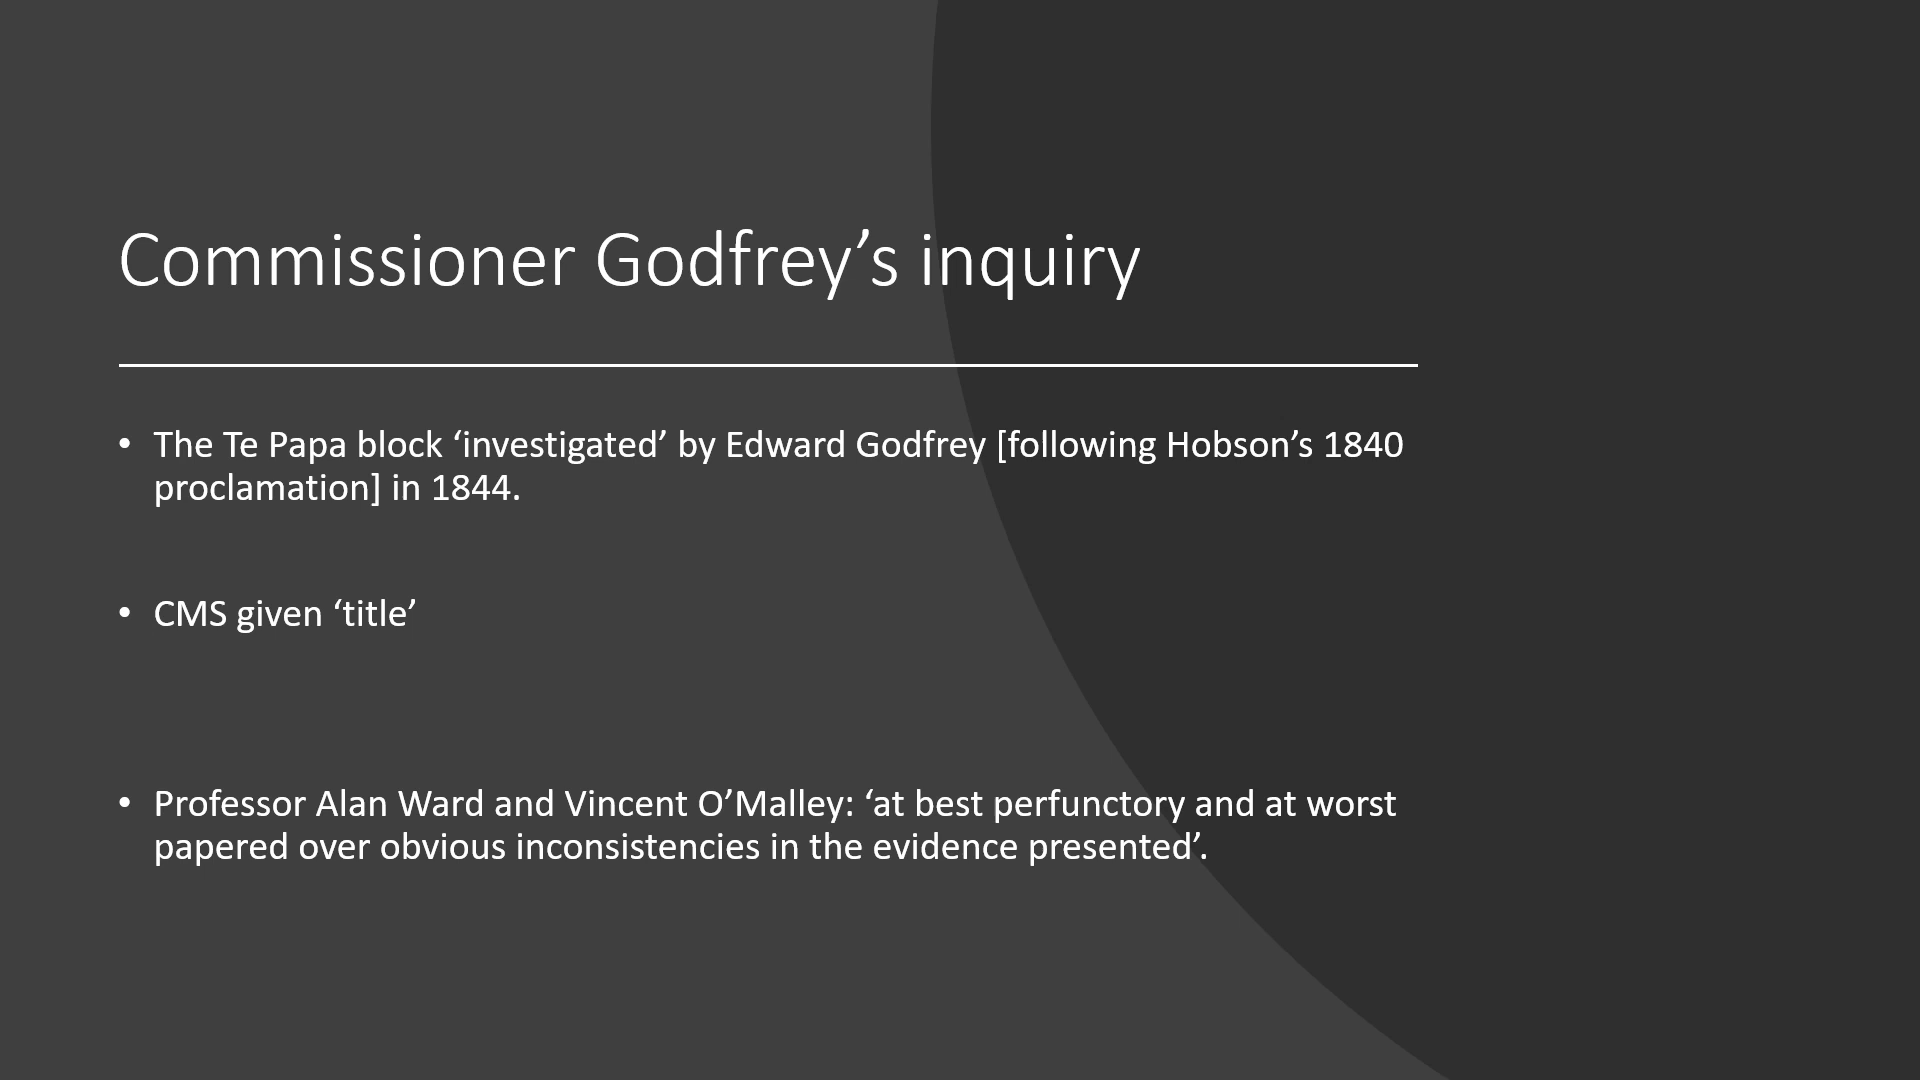 Commissioner Godfrey’s inquiry
• The Te Papa block ‘investigated’ by Edward Godfrey [following Hobson’s 1840
proclamation] in 1844.
• CMS given ‘title’
• Professor Alan Ward and Vincent O’Malley: ‘at best perfunctory and at worst
papered over obvious inconsistencies in the evidence presented’.